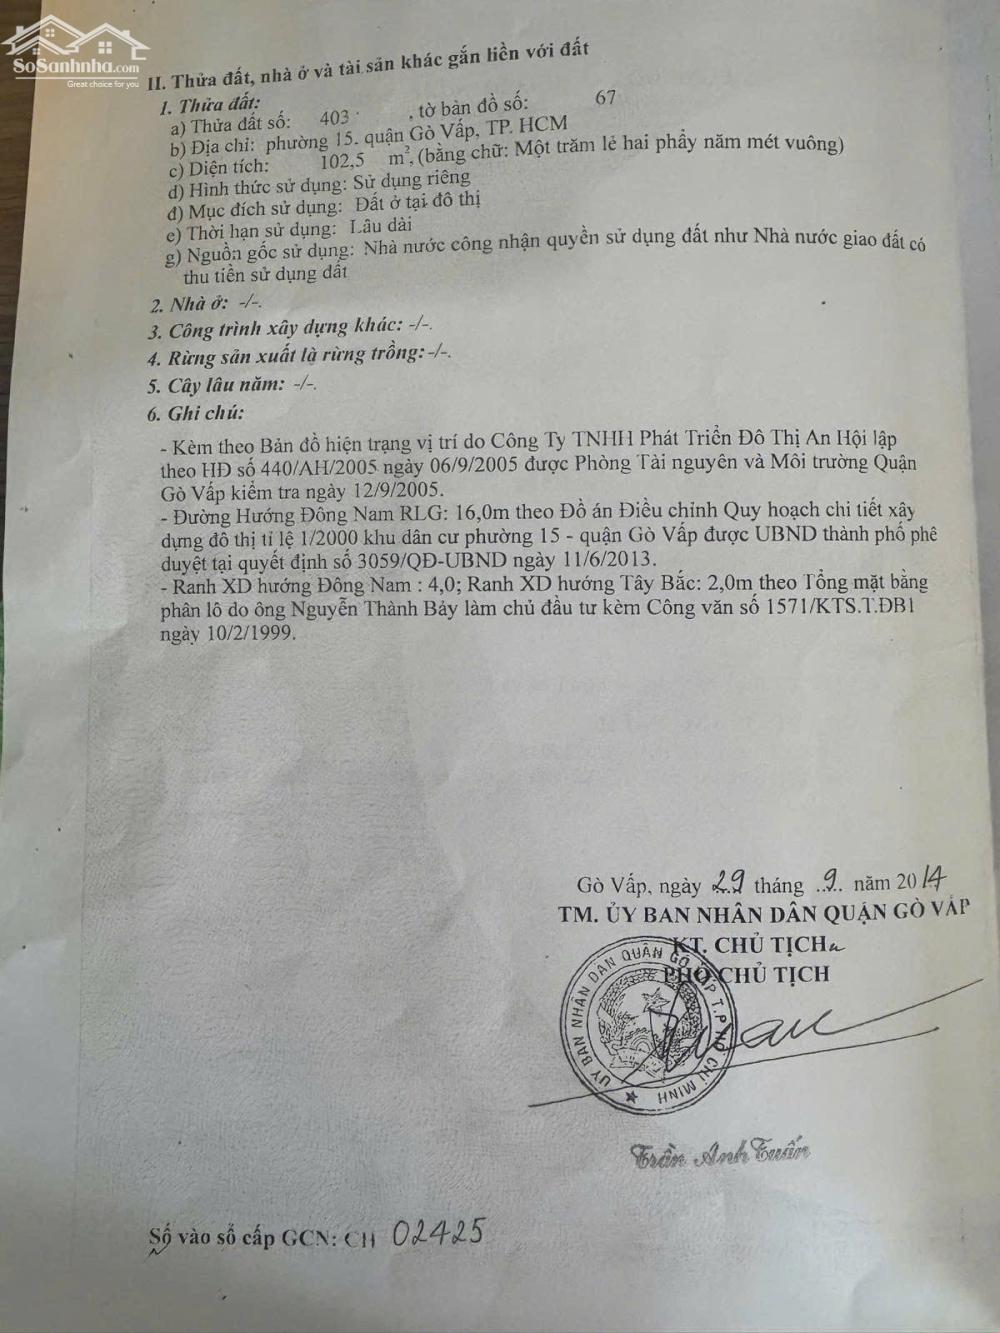 SoSanhnha.com
Great choice for you
II. Thửa đất, nhà ở và tài sản khác gắn liền với đất
1. Thửa đất:
a) Thửa đất số: 403 , tờ bản đồ số: 67
b) Địa chỉ: phường 15, quận Gò Vấp, TP. HCM
c) Diện tích: 102,5 m², (bằng chữ: Một trăm lẻ hai phẩy năm mét vuông)
d) Hình thức sử dụng: Sử dụng riêng
đ) Mục đích sử dụng: Đất ở tại đô thị
e) Thời hạn sử dụng: Lâu dài
g) Nguồn gốc sử dụng: Nhà nước công nhận quyền sử dụng đất như Nhà nước giao đất có
thu tiền sử dụng đất
2. Nhà ở: -/-.
3. Công trình xây dựng khác: -/-.
4. Rừng sản xuất là rừng trồng: -/-.
5. Cây lâu năm: -/-.
6. Ghi chú:
- Kèm theo Bản đồ hiện trạng vị trí do Công Ty TNHH Phát Triển Đô Thị An Hội lập
theo HĐ số 440/AH/2005 ngày 06/9/2005 được Phòng Tài nguyên và Môi trường Quận
Gò Vấp kiểm tra ngày 12/9/2005.
- Đường Hướng Đông Nam RLG: 16,0m theo Đồ án Điều chỉnh Quy hoạch chi tiết xây
dựng đô thị tỉ lệ 1/2000 khu dân cư phường 15 - quận Gò Vấp được UBND thành phố phê
duyệt tại quyết định số 3059/QĐ-UBND ngày 11/6/2013.
- Ranh XD hướng Đông Nam : 4,0; Ranh XD hướng Tây Bắc: 2,0m theo Tổng mặt bằng
phân lô do ông Nguyễn Thành Bảy làm chủ đầu tư kèm Công văn số 1571/KTS.T.ĐB1
ngày 10/2/1999.
Gò Vấp, ngày 29 tháng 9 năm 2014
TM. ỦY BAN NHÂN DÂN QUẬN GÒ VẤP
KT. CHỦ TỊCH
PHÓ CHỦ TỊCH
ỦY BAN NHÂN DÂN QUẬN GÒ VẤP T.P HỒ CHÍ MINH
Trần Anh Tuấn
Số vào sổ cấp GCN: CH 02425